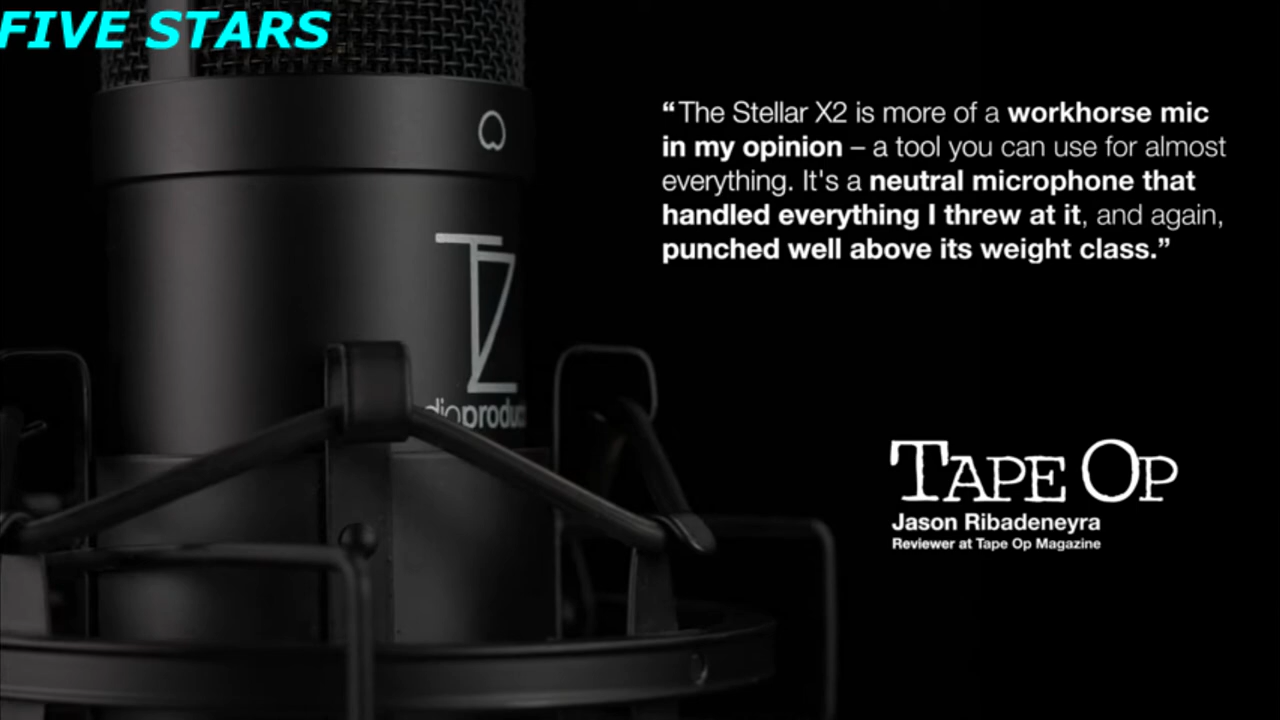 FIVE STARS
“The Stellar X2 is more of a workhorse mic
in my opinion – a tool you can use for almost
everything. It's a neutral microphone that
handled everything I threw at it, and again,
punched well above its weight class.”
TZ
TAPE OP
Jason Ribadeneyra
Reviewer at Tape Op Magazine